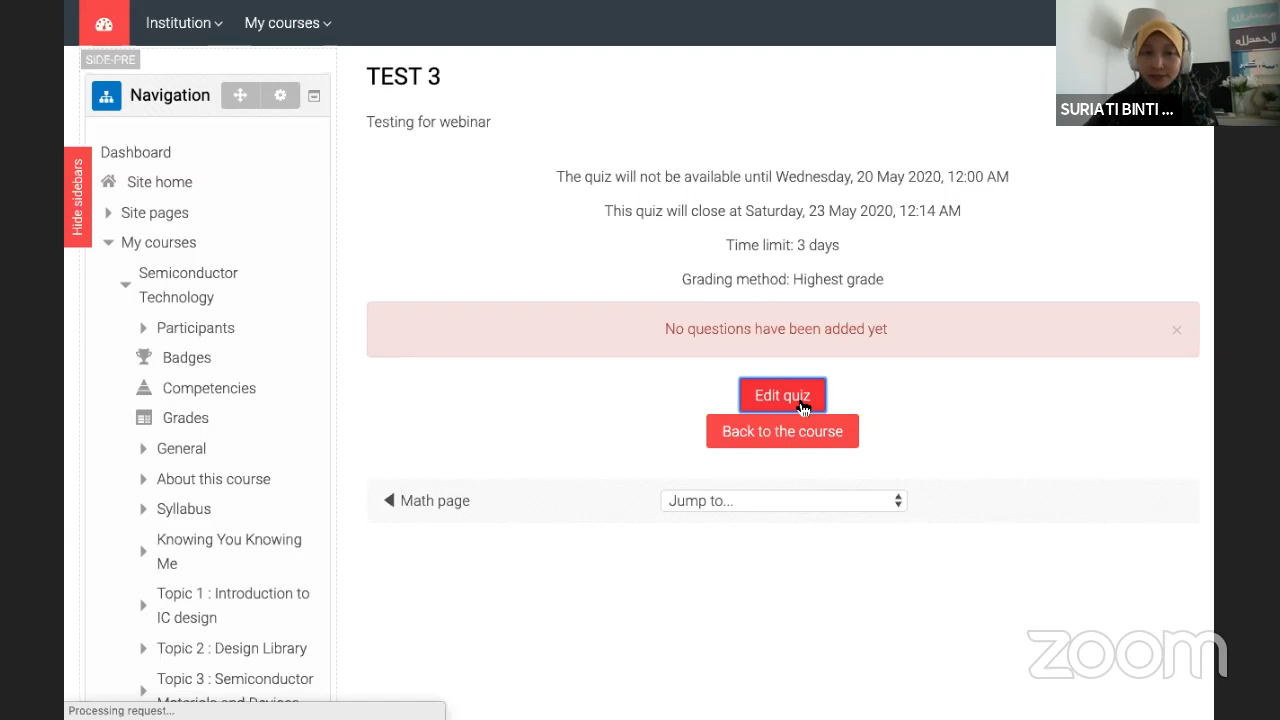 Institution
My courses
SIDE-PRE
Navigation
Hide sidebars
Dashboard
Site home
Site pages
My courses
Semiconductor
Technology
Participants
Badges
Competencies
Grades
General
About this course
Syllabus
Knowing You Knowing
Me
Topic 1 : Introduction to
IC design
Topic 2 : Design Library
Topic 3 : Semiconductor
Materials and Devices
Processing request...
TEST 3
Testing for webinar
The quiz will not be available until Wednesday, 20 May 2020, 12:00 AM
This quiz will close at Saturday, 23 May 2020, 12:14 AM
Time limit: 3 days
Grading method: Highest grade
No questions have been added yet
×
Edit quiz
Back to the course
Math page
Jump to...
SURIATI BINTI ...
الحمدلله
zoom